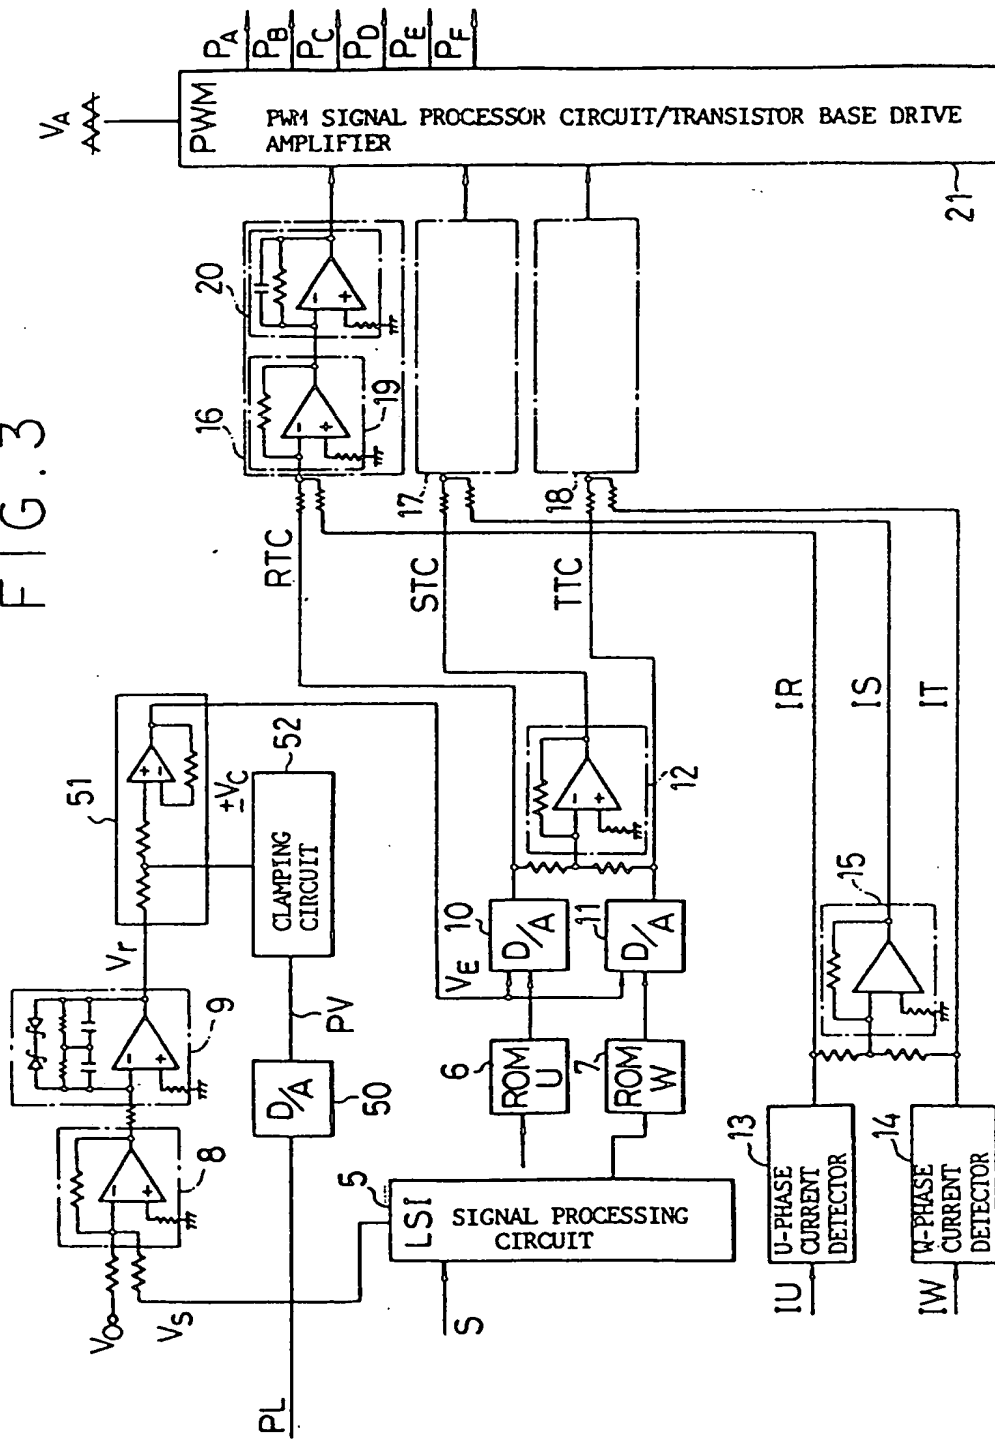 FIG.3
VA
PA
PB
PC
PD
PE
PF
PWM
PWM SIGNAL PROCESSOR CIRCUIT/TRANSISTOR BASE DRIVE
AMPLIFIER
21
20
16
19
17
18
RTC
STC
TTC
51
±VC
52
CLAMPING
CIRCUIT
Vr
9
8
VO
VS
PV
D/A
50
PL
VE
10
D/A
11
D/A
12
6
ROM
U
7
ROM
W
5
LSI
SIGNAL PROCESSING
CIRCUIT
S
IR
IS
IT
15
13
U-PHASE
CURRENT
DETECTOR
14
W-PHASE
CURRENT
DETECTOR
IU
IW